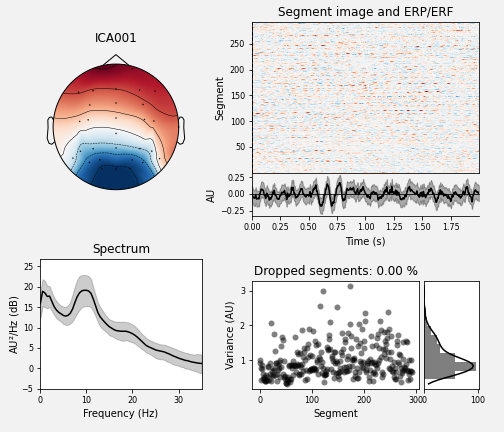 ICA001
Segment image and ERP/ERF
Segment
250
200
150
100
50
AU
0.25
0.00
−0.25
0.00 0.25 0.50 0.75 1.00 1.25 1.50 1.75
Time (s)
Spectrum
AU²/Hz (dB)
25
20
15
10
5
0
−5
0 10 20 30
Frequency (Hz)
Dropped segments: 0.00 %
Variance (AU)
3
2
1
0 100 200 300
Segment
0 100